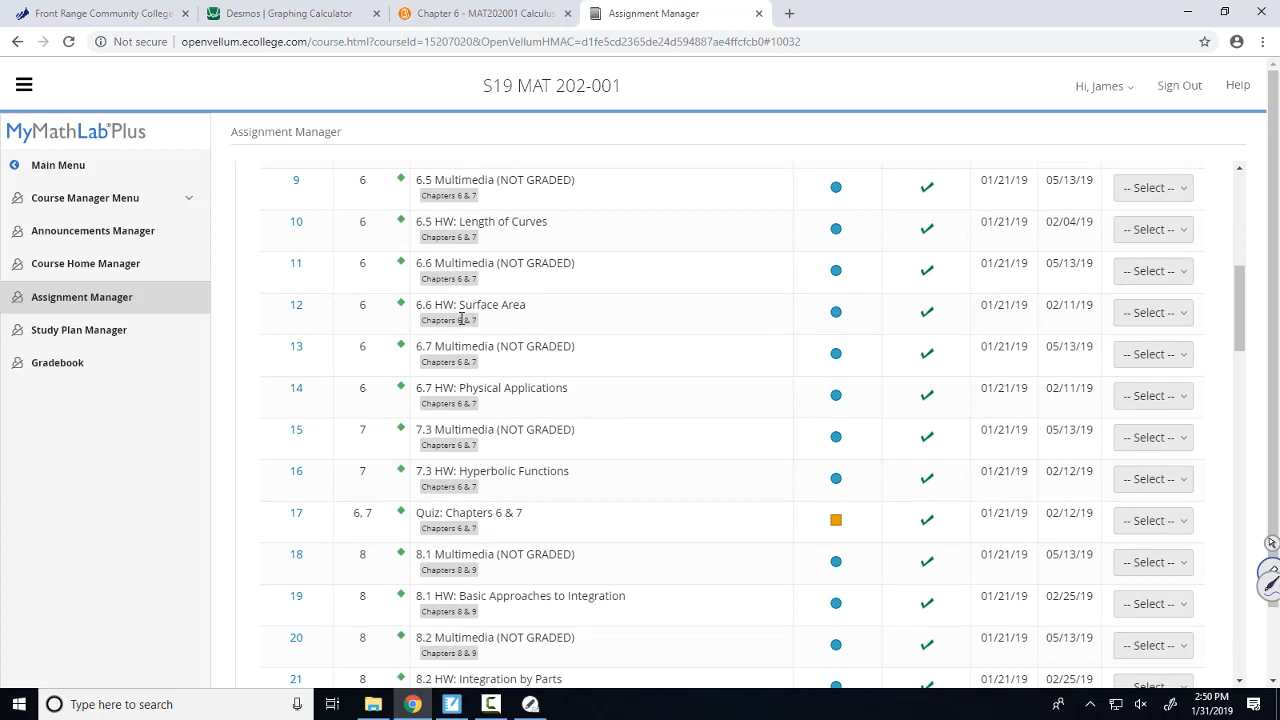 Front Range Community College
Desmos | Graphing Calculator
Chapter 6 - MAT202001 Calculus
Assignment Manager
Not secure
openvellum.ecollege.com/course.html?courseId=15207020&OpenVellumHMAC=d1fe5cd2365de24d594887ae4ffcfcb0#10032
S19 MAT 202-001
Hi, James
Sign Out
Help
MyMathLab®Plus
Main Menu
Course Manager Menu
Announcements Manager
Course Home Manager
Assignment Manager
Study Plan Manager
Gradebook
Assignment Manager
9 6 6.5 Multimedia (NOT GRADED) 01/21/19 05/13/19 -- Select --
Chapters 6 & 7
10 6 6.5 HW: Length of Curves 01/21/19 02/04/19 -- Select --
Chapters 6 & 7
11 6 6.6 Multimedia (NOT GRADED) 01/21/19 05/13/19 -- Select --
Chapters 6 & 7
12 6 6.6 HW: Surface Area 01/21/19 02/11/19 -- Select --
Chapters 6 & 7
13 6 6.7 Multimedia (NOT GRADED) 01/21/19 05/13/19 -- Select --
Chapters 6 & 7
14 6 6.7 HW: Physical Applications 01/21/19 02/11/19 -- Select --
Chapters 6 & 7
15 7 7.3 Multimedia (NOT GRADED) 01/21/19 05/13/19 -- Select --
Chapters 6 & 7
16 7 7.3 HW: Hyperbolic Functions 01/21/19 02/12/19 -- Select --
Chapters 6 & 7
17 6, 7 Quiz: Chapters 6 & 7 01/21/19 02/12/19 -- Select --
Chapters 6 & 7
18 8 8.1 Multimedia (NOT GRADED) 01/21/19 05/13/19 -- Select --
Chapters 8 & 9
19 8 8.1 HW: Basic Approaches to Integration 01/21/19 02/25/19 -- Select --
Chapters 8 & 9
20 8 8.2 Multimedia (NOT GRADED) 01/21/19 05/13/19 -- Select --
Chapters 8 & 9
21 8 8.2 HW: Integration by Parts 01/21/19 02/25/19 -- Select --
Type here to search
2:50 PM
1/31/2019